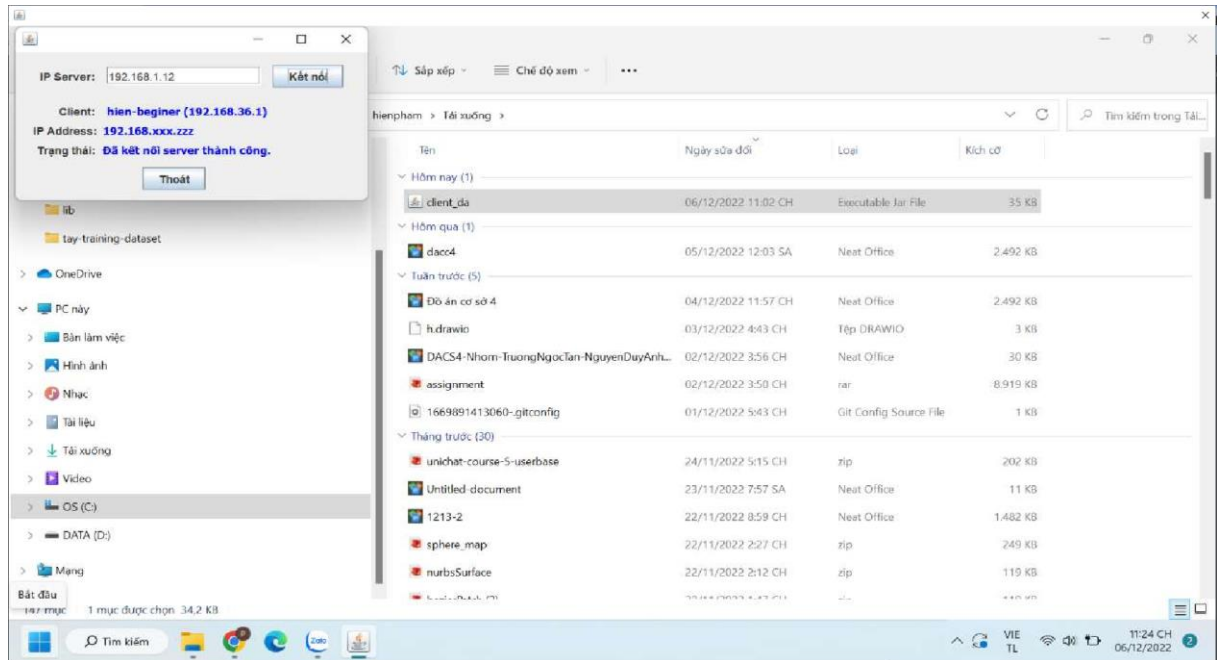 IP Server: 192.168.1.12 Kết nối
Client: hien-beginer (192.168.36.1)
IP Address: 192.168.xxx.zzz
Trạng thái: Đã kết nối server thành công.
Thoát
Sắp xếp Chế độ xem ...
hienpham > Tải xuống > Tìm kiếm trong Tải...
Tên Ngày sửa đổi Loại Kích cỡ
Hôm nay (1)
client_da 06/12/2022 11:02 CH Executable Jar File 35 KB
Hôm qua (1)
dacc4 05/12/2022 12:03 SA Neat Office 2.492 KB
Tuần trước (5)
Đồ án cơ sở 4 04/12/2022 11:57 CH Neat Office 2.492 KB
h.drawio 03/12/2022 4:43 CH Tệp DRAWIO 3 KB
DACS4-Nhom-TruongNgocTan-NguyenDuyAnh... 02/12/2022 3:56 CH Neat Office 30 KB
assignment 02/12/2022 3:50 CH rar 8.919 KB
1669891413060-.gitconfig 01/12/2022 5:43 CH Git Config Source File 1 KB
Tháng trước (30)
unichat-course-5-userbase 24/11/2022 5:15 CH zip 202 KB
Untitled-document 23/11/2022 7:57 SA Neat Office 11 KB
1213-2 22/11/2022 8:59 CH Neat Office 1.482 KB
sphere_map 22/11/2022 2:27 CH zip 249 KB
nurbsSurface 22/11/2022 2:12 CH zip 119 KB
lib
tay-training-dataset
OneDrive
PC này
Bàn làm việc
Hình ảnh
Nhạc
Tài liệu
Tải xuống
Video
OS (C:)
DATA (D:)
Mạng
Bắt đầu
147 mục 1 mục được chọn 34,2 KB
Tìm kiếm
Zalo
VIE
TL
11:24 CH
06/12/2022
2